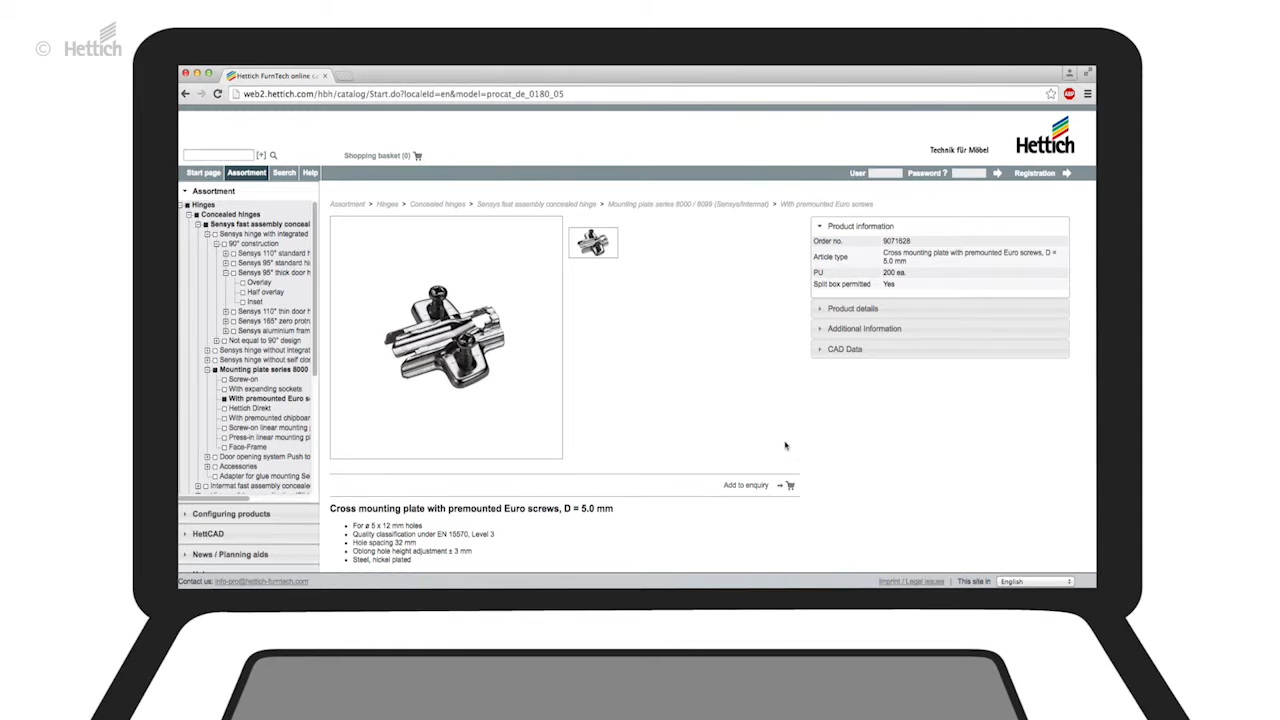 © Hettich
Hettich FurnTech online c
web2.hettich.com/hbh/catalog/Start.do?localeId=en&model=procat_de_0180_05
ABP
Technik für Möbel
Hettich
[+]
Shopping basket (0)
Start page Assortment Search Help
User Password ? Registration
Assortment
Hinges
Concealed hinges
Sensys fast assembly conceal
Sensys hinge with integrated
90° construction
Sensys 110° standard h
Sensys 95° standard hi
Sensys 95° thick door h
Overlay
Half overlay
Inset
Sensys 110° thin door h
Sensys 165° zero protru
Sensys aluminium fram
Not equal to 90° design
Sensys hinge without integrat
Sensys hinge without self clos
Mounting plate series 8000
Screw-on
With expanding sockets
With premounted Euro s
Hettich Direkt
With premounted chipboar
Screw-on linear mounting p
Press-in linear mounting pl
Face-Frame
Door opening system Push to
Accessories
Adapter for glue mounting Se
Intermat fast assembly conceale
Configuring products
HettCAD
News / Planning aids
Assortment > Hinges > Concealed hinges > Sensys fast assembly concealed hinge > Mounting plate series 8000 / 8099 (Sensys/Intermat) > With premounted Euro screws
Product information
Order no. 9071628
Article type Cross mounting plate with premounted Euro screws, D =
5.0 mm
PU 200 ea.
Split box permitted Yes
Product details
Additional Information
CAD Data
Add to enquiry
Cross mounting plate with premounted Euro screws, D = 5.0 mm
For ø 5 x 12 mm holes
Quality classification under EN 15570, Level 3
Hole spacing 32 mm
Oblong hole height adjustment ± 3 mm
Steel, nickel plated
Contact us: info-pro@hettich-furntech.com
Imprint / Legal issues | This site in English